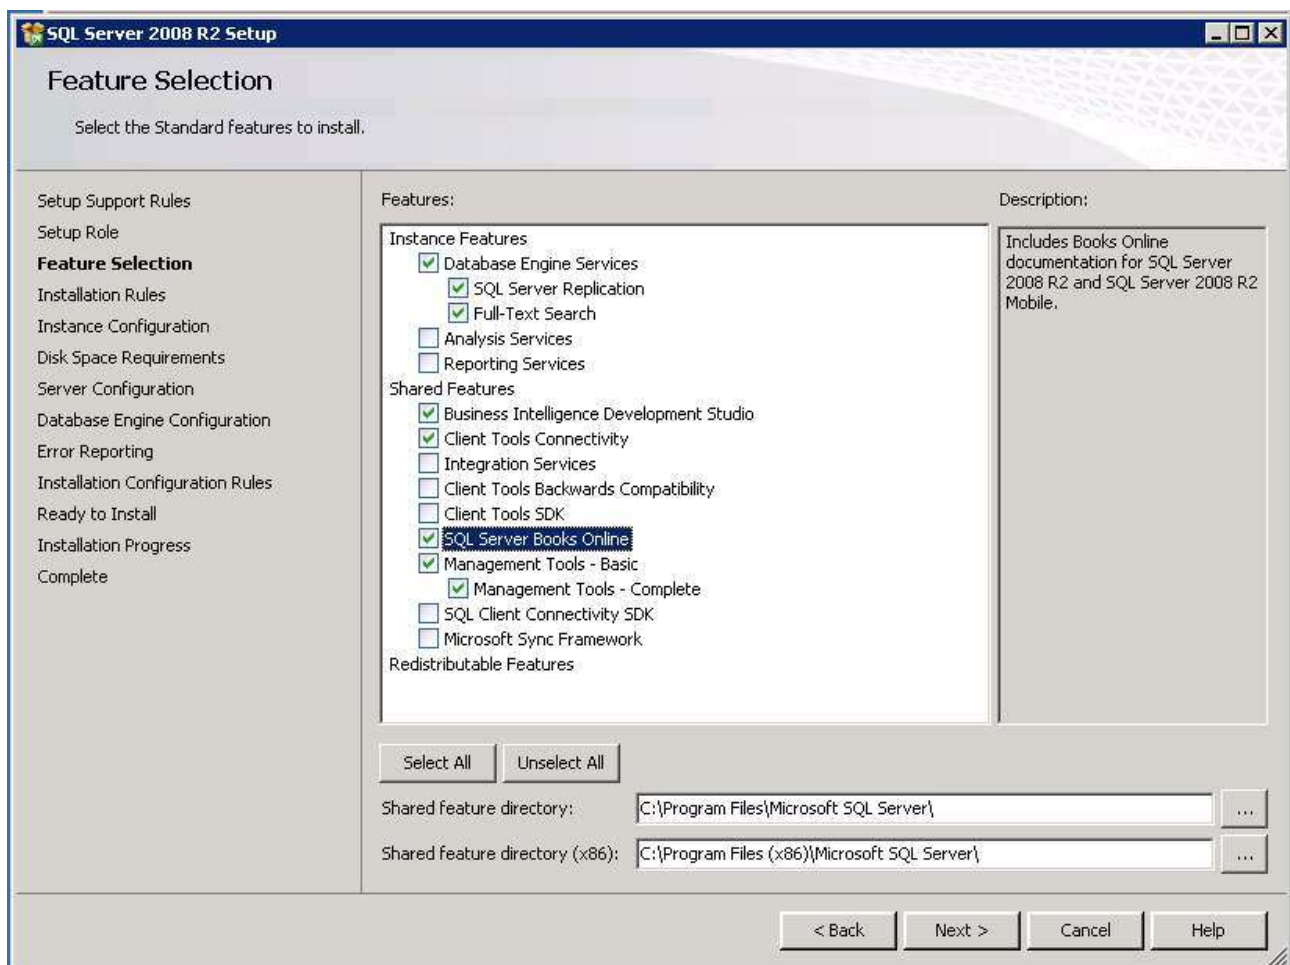 SQL Server 2008 R2 Setup
Feature Selection
Select the Standard features to install.
Setup Support Rules
Setup Role
Feature Selection
Installation Rules
Instance Configuration
Disk Space Requirements
Server Configuration
Database Engine Configuration
Error Reporting
Installation Configuration Rules
Ready to Install
Installation Progress
Complete
Features:
Instance Features
Database Engine Services
SQL Server Replication
Full-Text Search
Analysis Services
Reporting Services
Shared Features
Business Intelligence Development Studio
Client Tools Connectivity
Integration Services
Client Tools Backwards Compatibility
Client Tools SDK
SQL Server Books Online
Management Tools - Basic
Management Tools - Complete
SQL Client Connectivity SDK
Microsoft Sync Framework
Redistributable Features
Description:
Includes Books Online
documentation for SQL Server
2008 R2 and SQL Server 2008 R2
Mobile.
Select All
Unselect All
Shared feature directory:
C:\Program Files\Microsoft SQL Server\
...
Shared feature directory (x86):
C:\Program Files (x86)\Microsoft SQL Server\
...
< Back
Next >
Cancel
Help